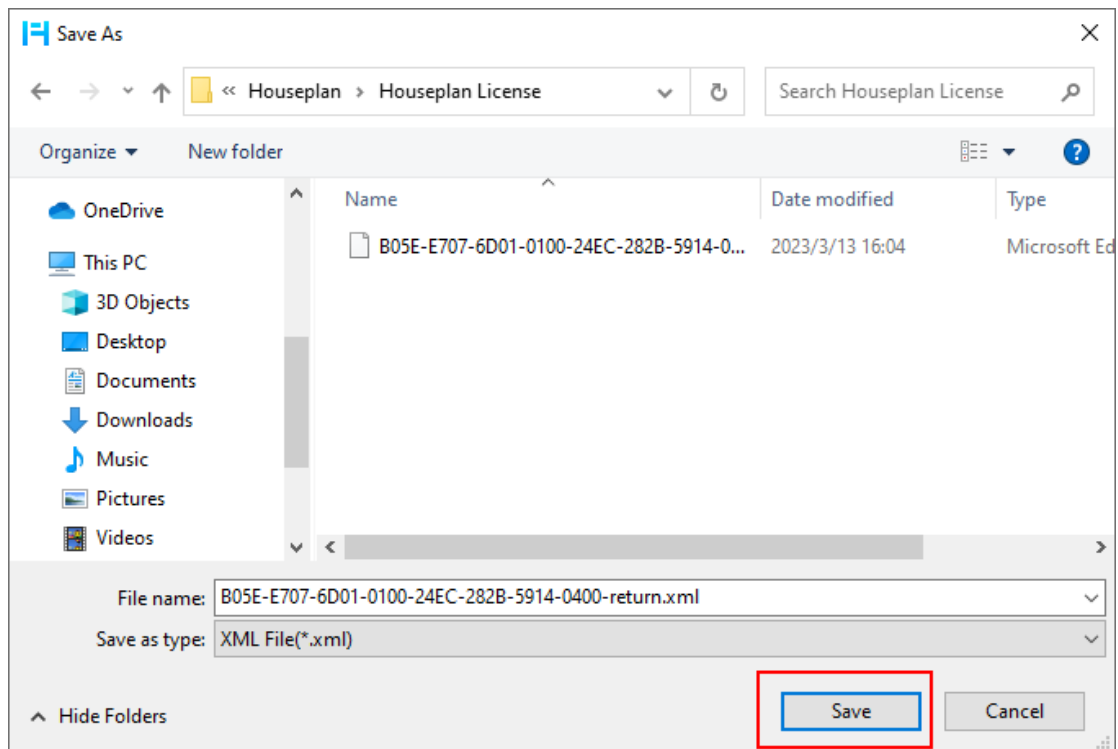 Save As
« Houseplan > Houseplan License
Search Houseplan License
Organize
New folder
?
Name
Date modified
Type
OneDrive
B05E-E707-6D01-0100-24EC-282B-5914-0...
2023/3/13 16:04
Microsoft Ed
This PC
3D Objects
Desktop
Documents
Downloads
Music
Pictures
Videos
File name: B05E-E707-6D01-0100-24EC-282B-5914-0400-return.xml
Save as type: XML File(*.xml)
Hide Folders
Save
Cancel